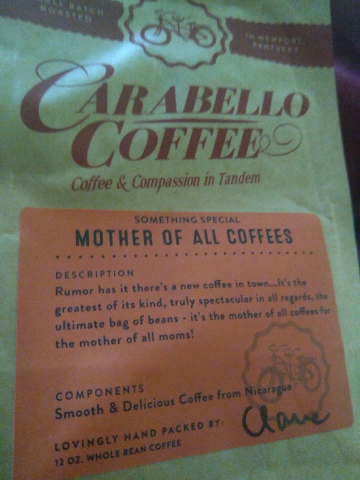 SMALL BATCH
ROASTED
IN NEWPORT,
KENTUCKY
CARABELLO
COFFEE
Coffee & Compassion in Tandem
SOMETHING SPECIAL
MOTHER OF ALL COFFEES
DESCRIPTION
Rumor has it there's a new coffee in town...It's the
greatest of its kind, truly spectacular in all regards, the
ultimate bag of beans - it's the mother of all coffees for
the mother of all moms!
COMPONENTS
Smooth & Delicious Coffee from Nicaragua
LOVINGLY HAND PACKED BY:
12 OZ. WHOLE BEAN COFFEE